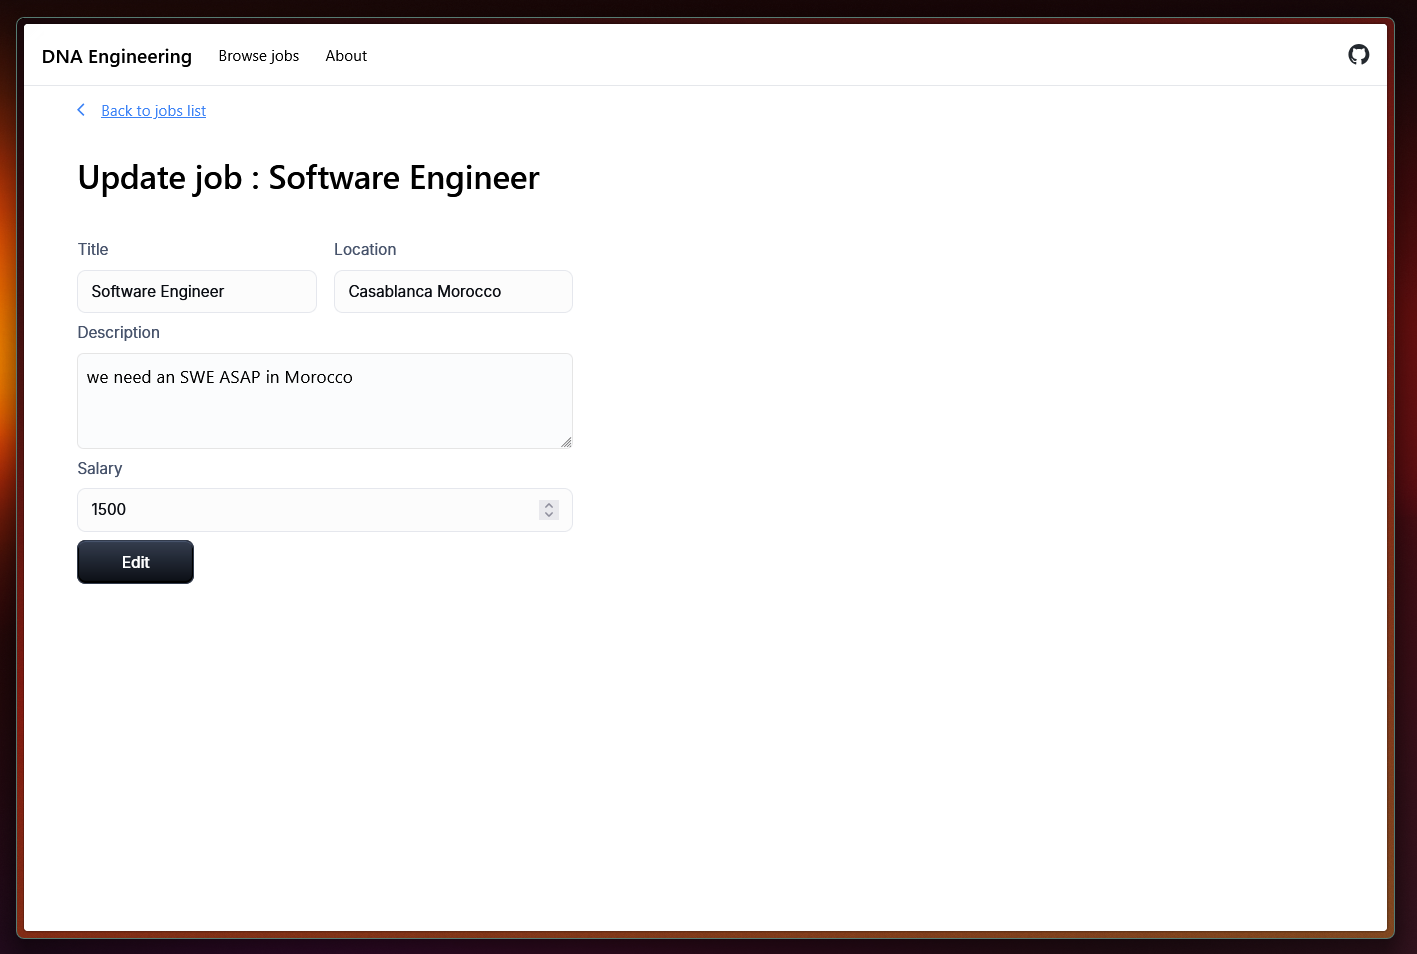 DNA Engineering Browse jobs About
Back to jobs list
Update job : Software Engineer
Title Location
Software Engineer Casablanca Morocco
Description
we need an SWE ASAP in Morocco
Salary
1500
Edit